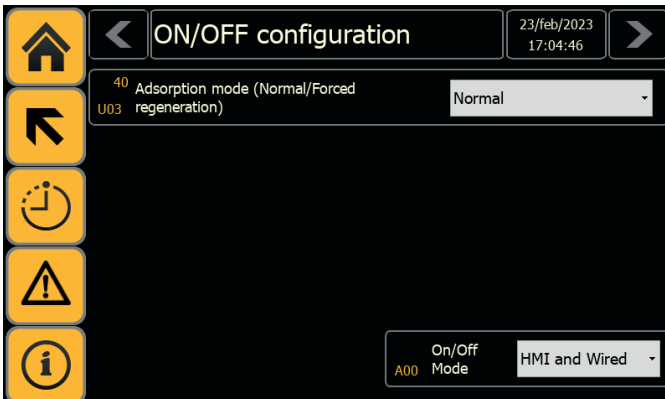 ON/OFF configuration
23/feb/2023
17:04:46
40
U03
Adsorption mode (Normal/Forced
regeneration)
Normal
On/Off
A00 Mode
HMI and Wired